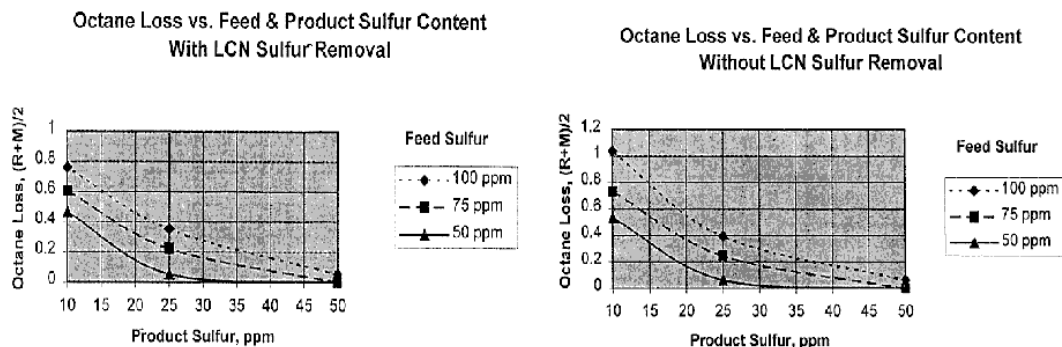 Octane Loss vs. Feed & Product Sulfur Content
With LCN Sulfur Removal
Octane Loss, (R+M)/2
1
0.8
0.6
0.4
0.2
0
10 15 20 25 30 35 40 45 50
Product Sulfur, ppm
Feed Sulfur
100 ppm
75 ppm
50 ppm
Octane Loss vs. Feed & Product Sulfur Content
Without LCN Sulfur Removal
Octane Loss, (R+M)/2
1.2
1
0.8
0.6
0.4
0.2
0
10 15 20 25 30 35 40 45 50
Product Sulfur, ppm
Feed Sulfur
100 ppm
75 ppm
50 ppm